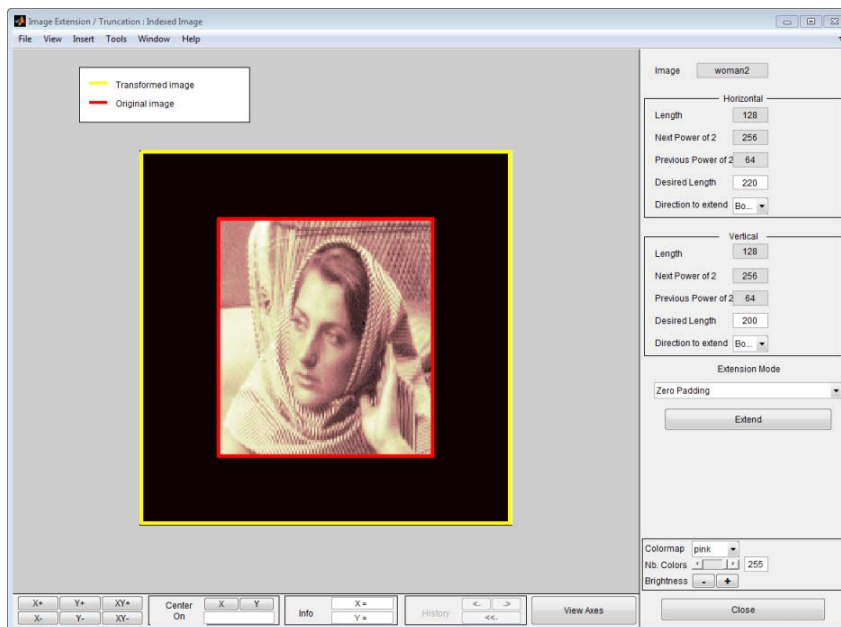 Image Extension / Truncation : Indexed Image
File View Insert Tools Window Help
Transformed image
Original image
Image woman2
Horizontal
Length 128
Next Power of 2 256
Previous Power of 2 64
Desired Length 220
Direction to extend Bo...
Vertical
Length 128
Next Power of 2 256
Previous Power of 2 64
Desired Length 200
Direction to extend Bo...
Extension Mode
Zero Padding
Extend
Colormap pink
Nb. Colors 255
Brightness - +
X+ Y+ XY+
X- Y- XY-
Center On
X Y
Info
X =
Y =
History
<- ->
<<-
View Axes
Close